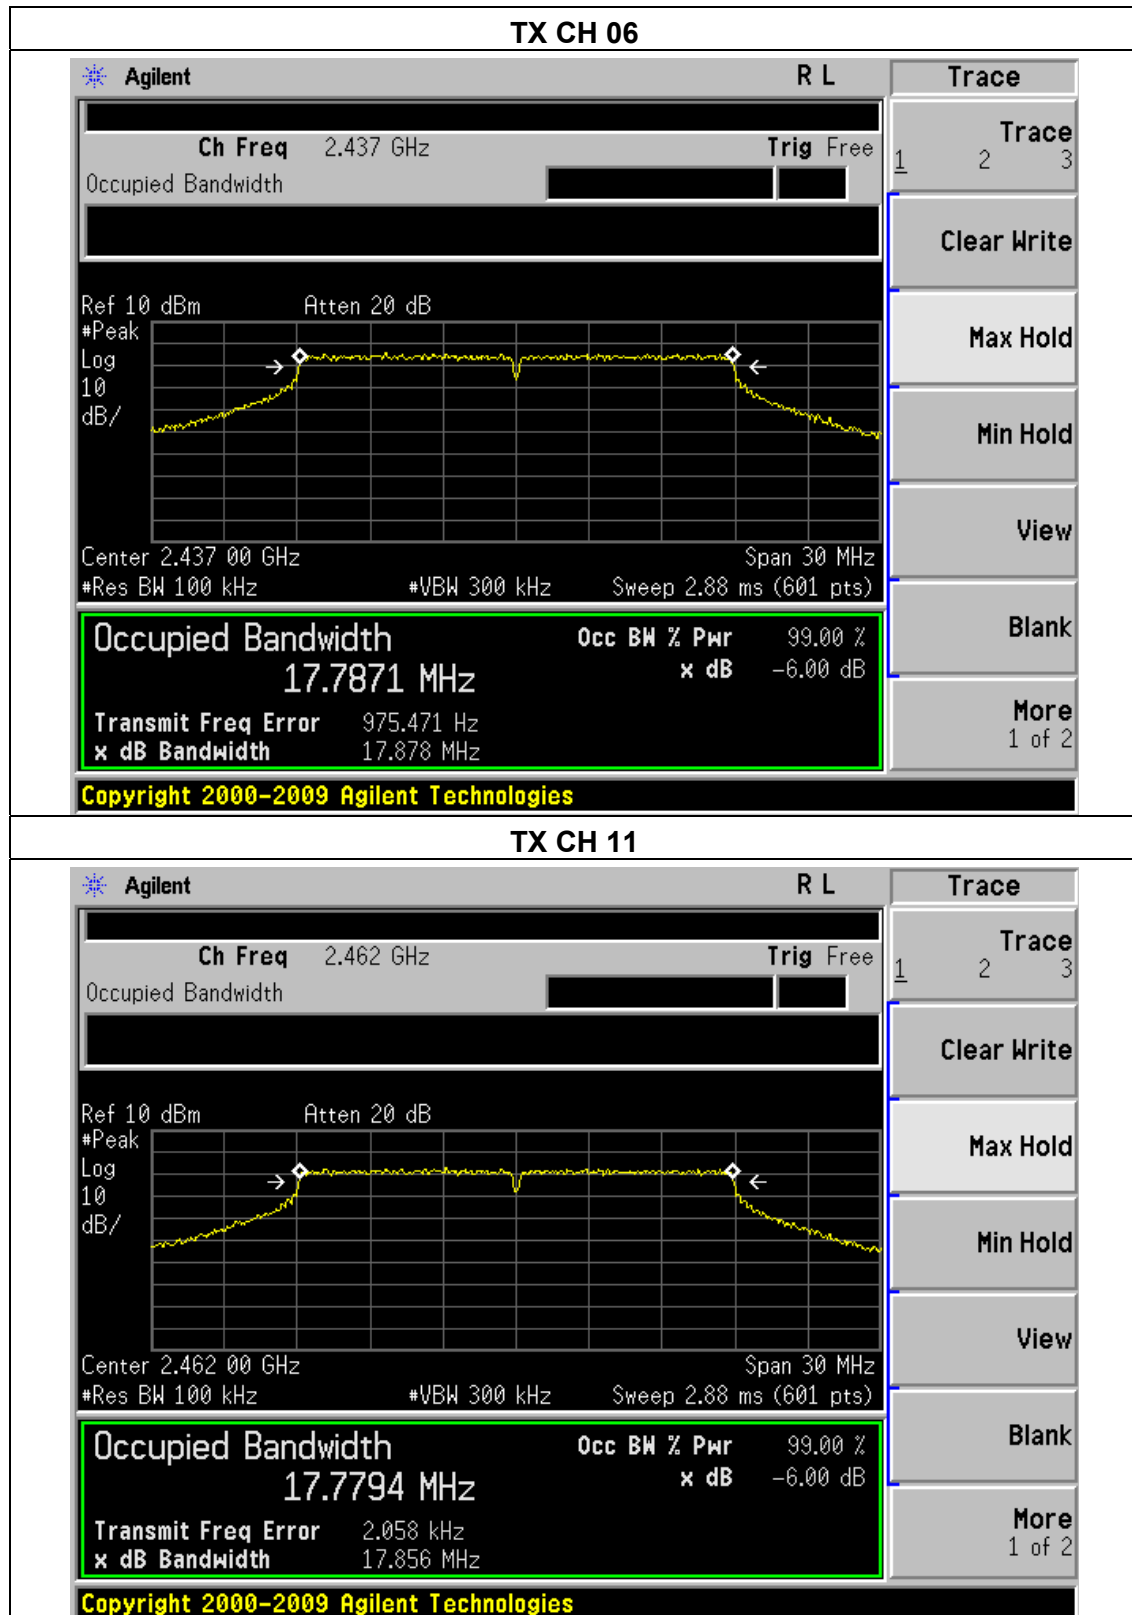 TX CH 06
Agilent R L Trace
Ch Freq 2.437 GHz Trig Free
Occupied Bandwidth
Trace
1 2 3
Clear Write
Max Hold
Min Hold
View
Blank
More
1 of 2
Ref 10 dBm Atten 20 dB
#Peak
Log
10
dB/
Center 2.437 00 GHz Span 30 MHz
#Res BW 100 kHz #VBW 300 kHz Sweep 2.88 ms (601 pts)
Occupied Bandwidth Occ BW % Pwr 99.00 %
17.7871 MHz x dB -6.00 dB
Transmit Freq Error 975.471 Hz
x dB Bandwidth 17.878 MHz
Copyright 2000-2009 Agilent Technologies
TX CH 11
Agilent R L Trace
Ch Freq 2.462 GHz Trig Free
Occupied Bandwidth
Trace
1 2 3
Clear Write
Max Hold
Min Hold
View
Blank
More
1 of 2
Ref 10 dBm Atten 20 dB
#Peak
Log
10
dB/
Center 2.462 00 GHz Span 30 MHz
#Res BW 100 kHz #VBW 300 kHz Sweep 2.88 ms (601 pts)
Occupied Bandwidth Occ BW % Pwr 99.00 %
17.7794 MHz x dB -6.00 dB
Transmit Freq Error 2.058 kHz
x dB Bandwidth 17.856 MHz
Copyright 2000-2009 Agilent Technologies